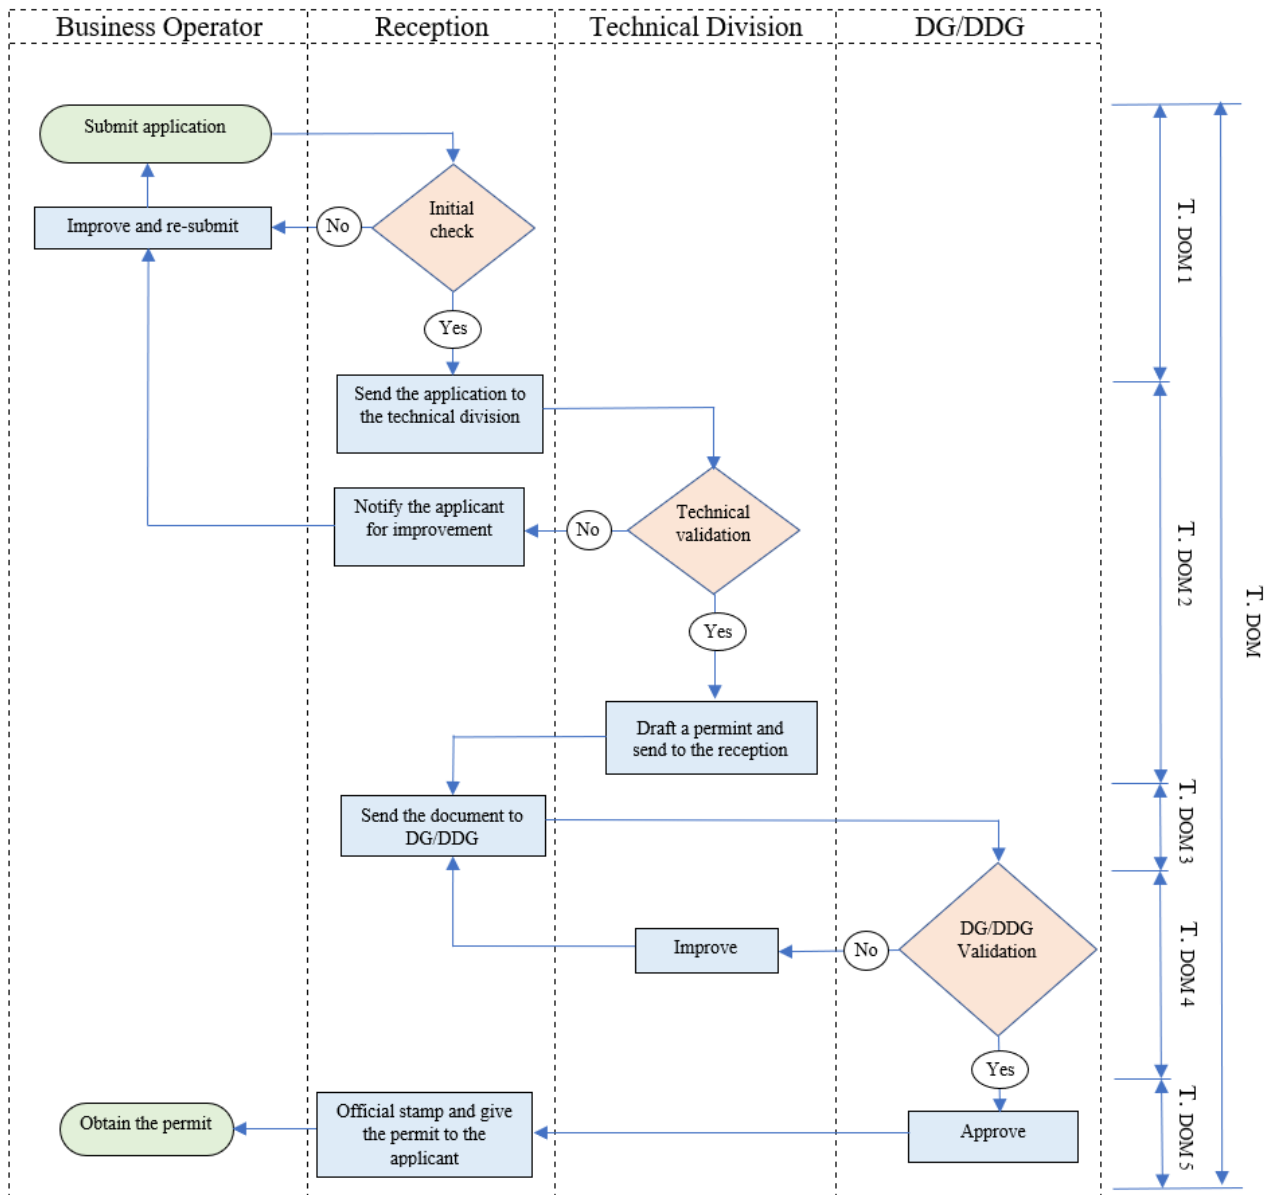 Business Operator
Reception
Technical Division
DG/DDG
Submit application
Initial
check
No
Improve and re-submit
Yes
Send the application to
the technical division
Technical
validation
No
Notify the applicant
for improvement
Yes
Draft a permint and
send to the reception
Send the document to
DG/DDG
DG/DDG
Validation
No
Improve
Yes
Approve
Official stamp and give
the permit to the
applicant
Obtain the permit
T. DOM 1
T. DOM 2
T. DOM 3
T. DOM 4
T. DOM 5
T. DOM